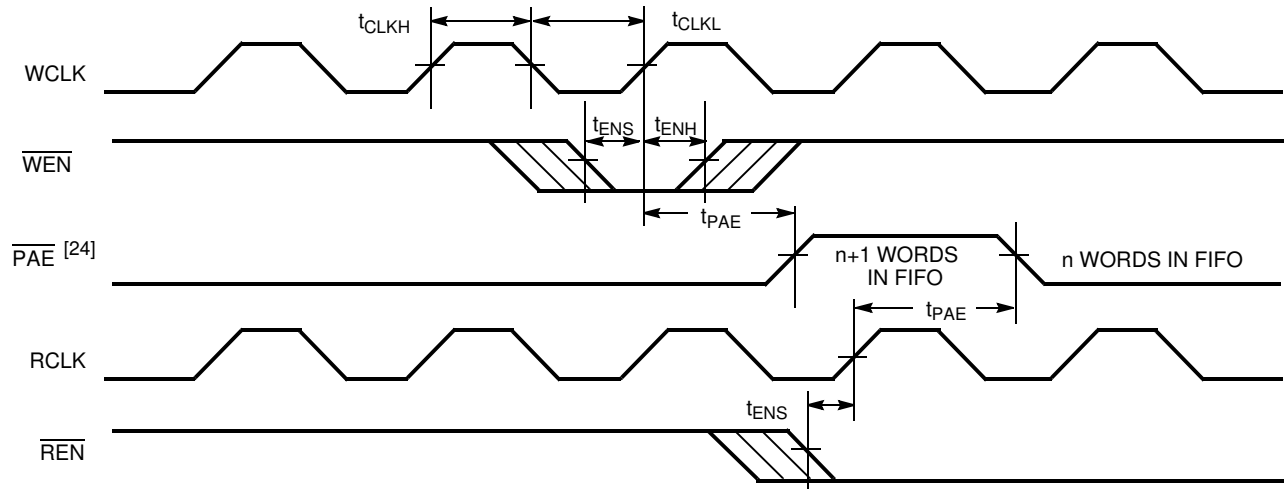 tCLKH
tCLKL
WCLK
tENS
tENH
WEN
tPAE
PAE [24]
n+1 WORDS
IN FIFO
n WORDS IN FIFO
tPAE
RCLK
tENS
REN